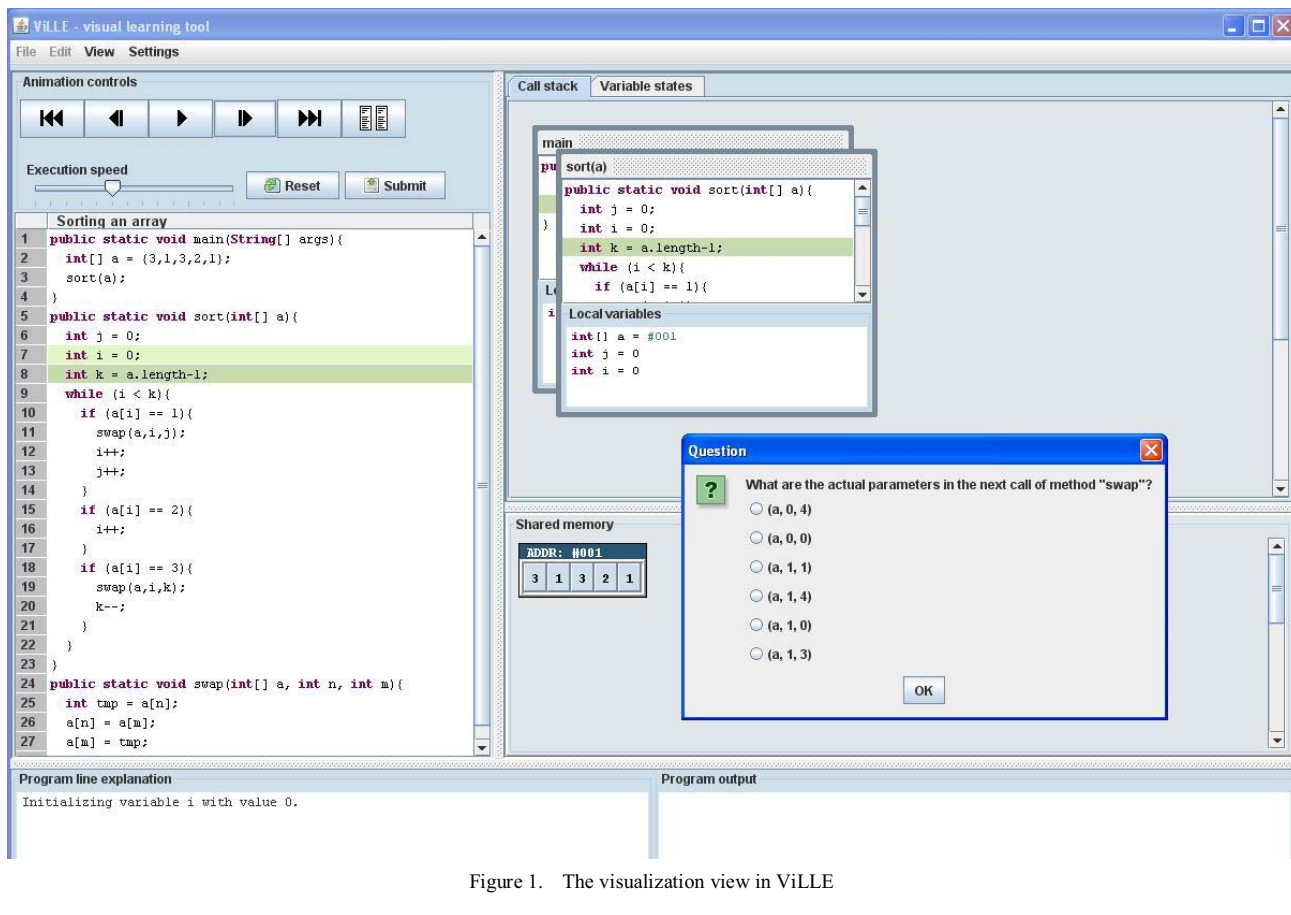 ViLLE - visual learning tool
File Edit View Settings
Animation controls
Execution speed
Reset
Submit
Sorting an array
1 public static void main(String[] args){
2 int[] a = {3,1,3,2,1};
3 sort(a);
4 }
5 public static void sort(int[] a){
6 int j = 0;
7 int i = 0;
8 int k = a.length-1;
9 while (i < k){
10 if (a[i] == 1){
11 swap(a,i,j);
12 i++;
13 j++;
14 }
15 if (a[i] == 2){
16 i++;
17 }
18 if (a[i] == 3){
19 swap(a,i,k);
20 k--;
21 }
22 }
23 }
24 public static void swap(int[] a, int n, int m){
25 int tmp = a[n];
26 a[n] = a[m];
27 a[m] = tmp;
Call stack Variable states
main
pu
}
Lo
i
sort(a)
public static void sort(int[] a){
int j = 0;
int i = 0;
int k = a.length-1;
while (i < k){
if (a[i] == 1){
Local variables
int[] a = #001
int j = 0
int i = 0
Shared memory
ADDR: #001
3 1 3 2 1
Question
? What are the actual parameters in the next call of method "swap"?
(a, 0, 4)
(a, 0, 0)
(a, 1, 1)
(a, 1, 4)
(a, 1, 0)
(a, 1, 3)
OK
Program line explanation
Initializing variable i with value 0.
Program output
Figure 1. The visualization view in ViLLE